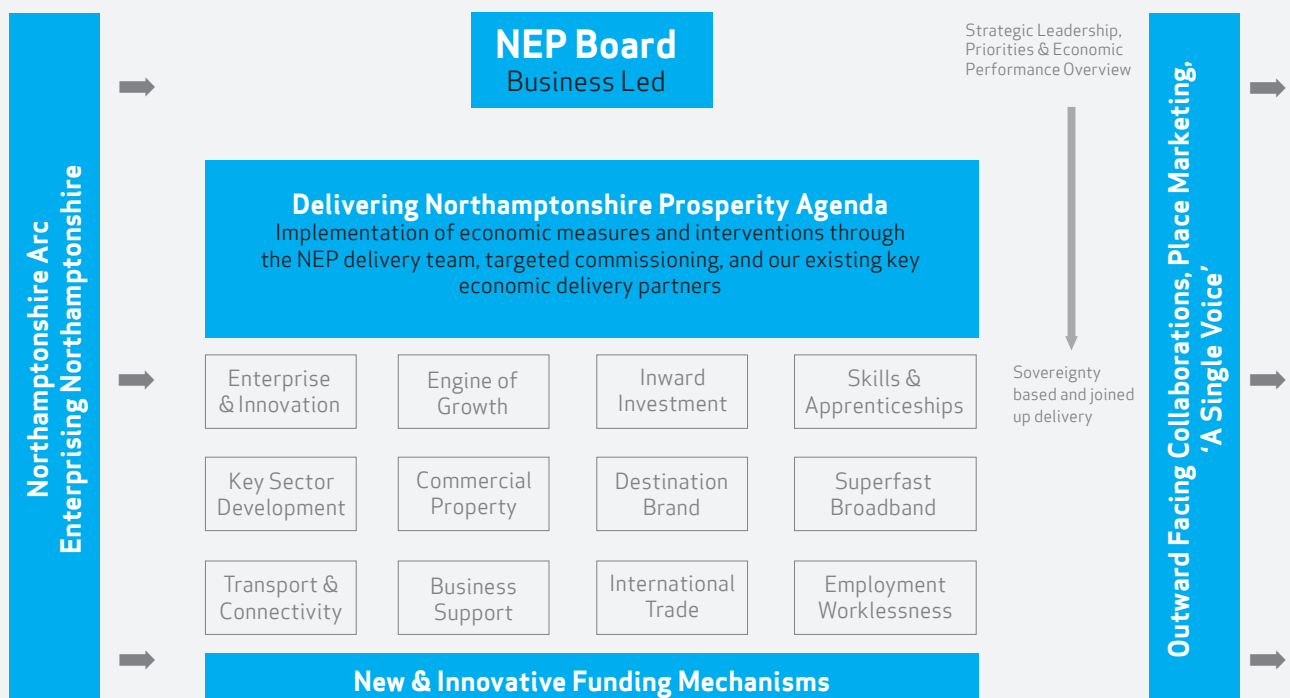 Northamptonshire Arc
Enterprising Northamptonshire
NEP Board
Business Led
Strategic Leadership,
Priorities & Economic
Performance Overview
Delivering Northamptonshire Prosperity Agenda
Implementation of economic measures and interventions through
the NEP delivery team, targeted commissioning, and our existing key
economic delivery partners
Enterprise
& Innovation
Engine of
Growth
Inward
Investment
Skills &
Apprenticeships
Sovereignty
based and joined
up delivery
Key Sector
Development
Commercial
Property
Destination
Brand
Superfast
Broadband
Transport &
Connectivity
Business
Support
International
Trade
Employment
Worklessness
New & Innovative Funding Mechanisms
Outward Facing Collaborations, Place Marketing,
‘A Single Voice’